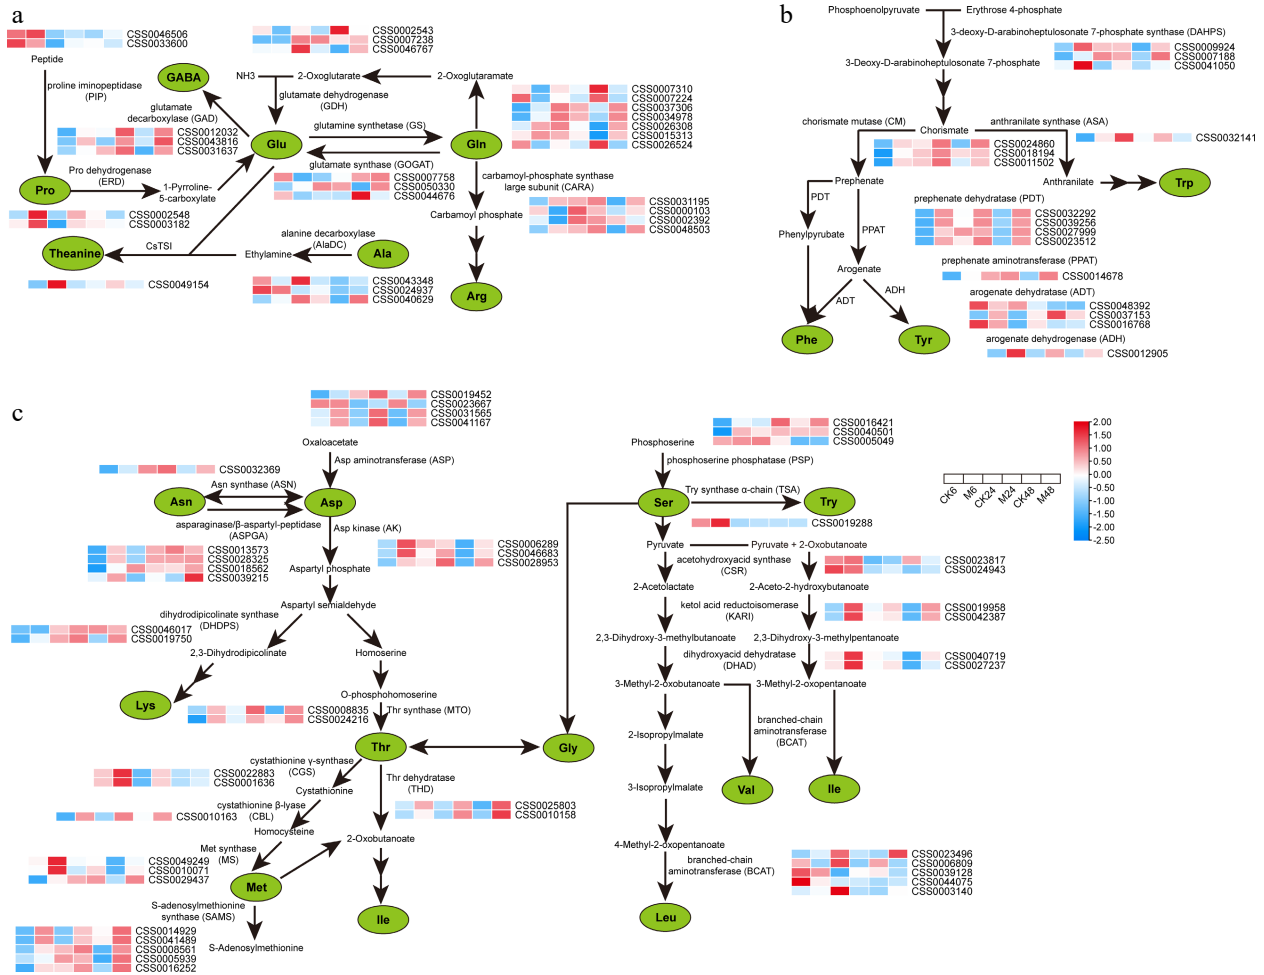 a
CSS0046506
CSS0033600
Peptide
proline iminopeptidase
(PIP)
GABA
glutamate
decarboxylase (GAD)
CSS0012032
CSS0043816
CSS0031637
Pro dehydrogenase
(ERD)
Pro
1-Pyrroline-
5-carboxylate
CSS0002548
CSS0003182
CSS0002543
CSS0007238
CSS0046767
NH3
2-Oxoglutarate
2-Oxoglutaramate
glutamate dehydrogenase
(GDH)
glutamine synthetase (GS)
Glu
Gln
glutamate synthase (GOGAT)
CSS0007758
CSS0050330
CSS0044676
CSS0007310
CSS0007224
CSS0037306
CSS0034978
CSS0026308
CSS0015313
CSS0026524
carbamoyl-phosphate synthase
large subunit (CARA)
CSS0031195
CSS0000103
CSS0002392
CSS0048503
Carbamoyl phosphate
Arg
Theanine
CsTSI
Ethylamine
alanine decarboxylase
(AlaDC)
Ala
CSS0049154
CSS0043348
CSS0024937
CSS0040629
b
Phosphoenolpyruvate
Erythrose 4-phosphate
3-deoxy-D-arabinoheptulosonate 7-phosphate synthase (DAHPS)
CSS0009924
CSS0007188
CSS0041050
3-Deoxy-D-arabinoheptulosonate 7-phosphate
chorismate mutase (CM)
Chorismate
anthranilate synthase (ASA)
CSS0032141
CSS0024860
CSS0018194
CSS0011502
Prephenate
Anthranilate
Trp
PDT
prephenate dehydratase (PDT)
CSS0032292
CSS0039256
CSS0027999
CSS0023512
Phenylpyrubate
PPAT
prephenate aminotransferase (PPAT)
CSS0014678
Arogenate
ADT
ADH
arogenate dehydratase (ADT)
CSS0048392
CSS0037153
CSS0016768
Phe
Tyr
arogenate dehydrogenase (ADH)
CSS0012905
c
CSS0019452
CSS0023667
CSS0031565
CSS0041167
Oxaloacetate
Asp aminotransferase (ASP)
CSS0032369
Asn synthase (ASN)
Asn
Asp
asparaginase/β-aspartyl-peptidase
(ASPGA)
Asp kinase (AK)
CSS0013573
CSS0028325
CSS0018562
CSS0039215
CSS0006289
CSS0046683
CSS0028953
Aspartyl phosphate
Aspartyl semialdehyde
dihydrodipicolinate synthase
(DHDPS)
CSS0046017
CSS0019750
2,3-Dihydrodipicolinate
Homoserine
Lys
O-phosphohomoserine
CSS0008835
CSS0024216
Thr synthase (MTO)
Thr
Gly
cystathionine γ-synthase
(CGS)
CSS0022883
CSS0001636
Cystathionine
Thr dehydratase
(THD)
CSS0025803
CSS0010158
cystathionine β-lyase
(CBL)
CSS0010163
Homocysteine
2-Oxobutanoate
Met synthase
(MS)
CSS0049249
CSS0010071
CSS0029437
Met
S-adenosylmethionine
synthase (SAMS)
Ile
CSS0014929
CSS0041489
CSS0008561
CSS0005939
CSS0016252
S-Adenosylmethionine
Phosphoserine
CSS0016421
CSS0040501
CSS0005049
phosphoserine phosphatase (PSP)
Ser
Try synthase α-chain (TSA)
Try
CSS0019288
Pyruvate
Pyruvate + 2-Oxobutanoate
acetohydroxyacid synthase
(CSR)
CSS0023817
CSS0024943
2-Acetolactate
2-Aceto-2-hydroxybutanoate
ketol acid reductoisomerase
(KARI)
CSS0019958
CSS0042387
2,3-Dihydroxy-3-methylbutanoate
2,3-Dihydroxy-3-methylpentanoate
dihydroxyacid dehydratase
(DHAD)
CSS0040719
CSS0027237
3-Methyl-2-oxobutanoate
3-Methyl-2-oxopentanoate
2-Isopropylmalate
branched-chain
aminotransferase
(BCAT)
3-Isopropylmalate
Val
Ile
4-Methyl-2-oxopentanoate
branched-chain
aminotransferase (BCAT)
CSS0023496
CSS0006809
CSS0039128
CSS0044075
CSS0003140
Leu
CK6
M6
CK24
M24
CK48
M48
2.00
2.00
1.00
0.50
0.00
-0.50
-1.00
-1.50
-2.00
-2.50